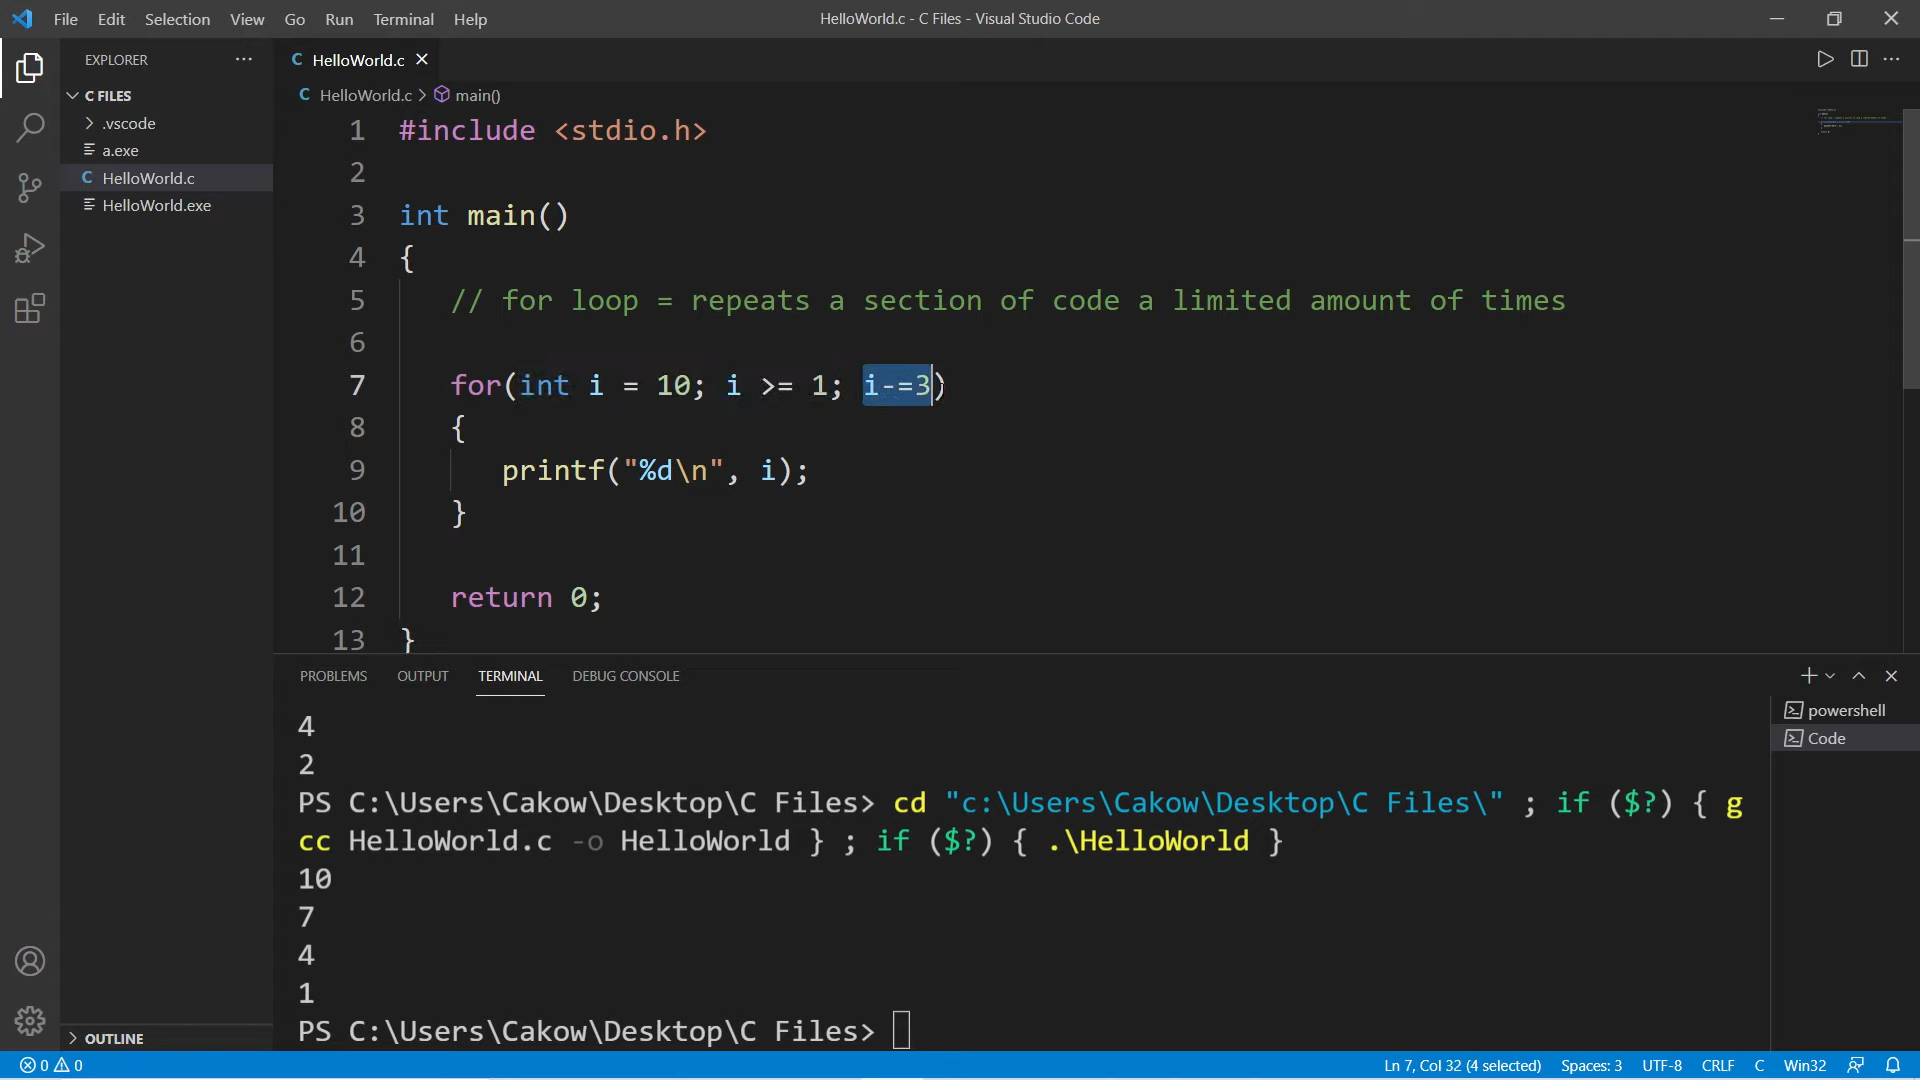 File Edit Selection View Go Run Terminal Help
HelloWorld.c - C Files - Visual Studio Code
EXPLORER
C FILES
.vscode
a.exe
C HelloWorld.c
HelloWorld.exe
OUTLINE
C HelloWorld.c
C HelloWorld.c > main()
1 #include <stdio.h>
2
3 int main()
4 {
5 // for loop = repeats a section of code a limited amount of times
6
7 for(int i = 10; i >= 1; i-=3)
8 {
9 printf("%d\n", i);
10 }
11
12 return 0;
13 }
PROBLEMS OUTPUT TERMINAL DEBUG CONSOLE
4
2
PS C:\Users\Cakow\Desktop\C Files> cd "c:\Users\Cakow\Desktop\C Files\" ; if ($?) { g
cc HelloWorld.c -o HelloWorld } ; if ($?) { .\HelloWorld }
10
7
4
1
PS C:\Users\Cakow\Desktop\C Files>
powershell
Code
0 0
Ln 7, Col 32 (4 selected) Spaces: 3 UTF-8 CRLF C Win32